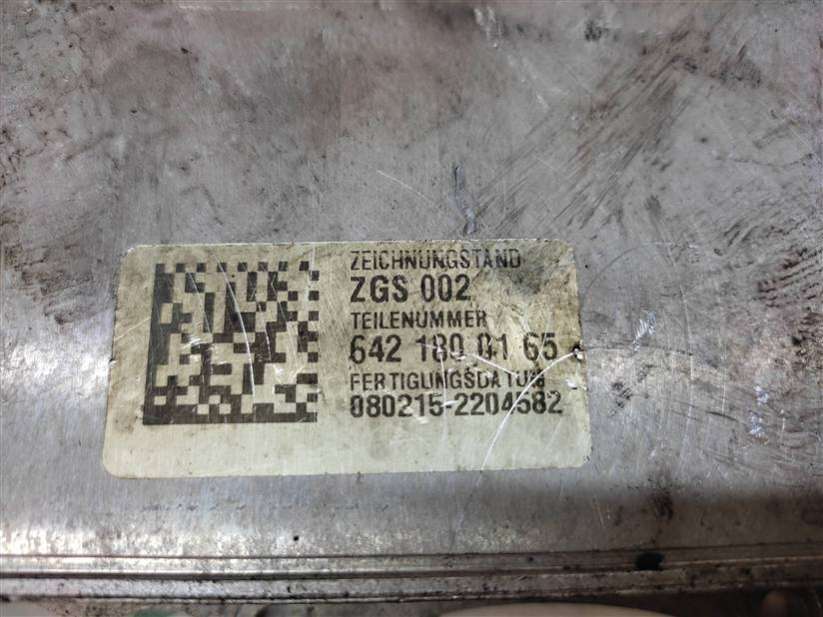 ZEICHNUNGSTAND
ZGS 002
TEILENUMMER
642 180 01 65
FERTIGUNGSDATUM
080215-2204582